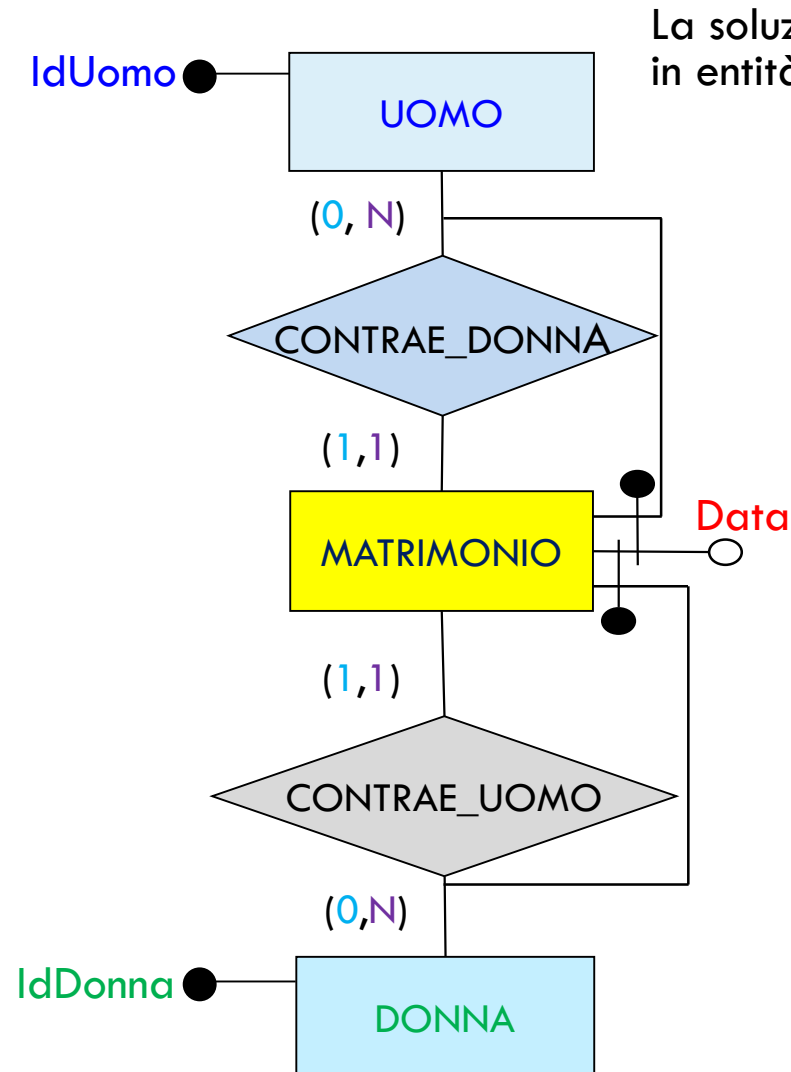 La soluz
in entità
IdUomo
UOMO
(0, N)
CONTRAE_DONNA
(1,1)
MATRIMONIO
Data
(1,1)
CONTRAE_UOMO
(0,N)
IdDonna
DONNA